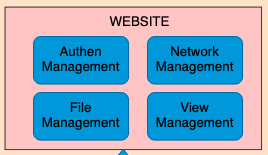 WEBSITE
Authen
Management
Network
Management
File
Management
View
Management